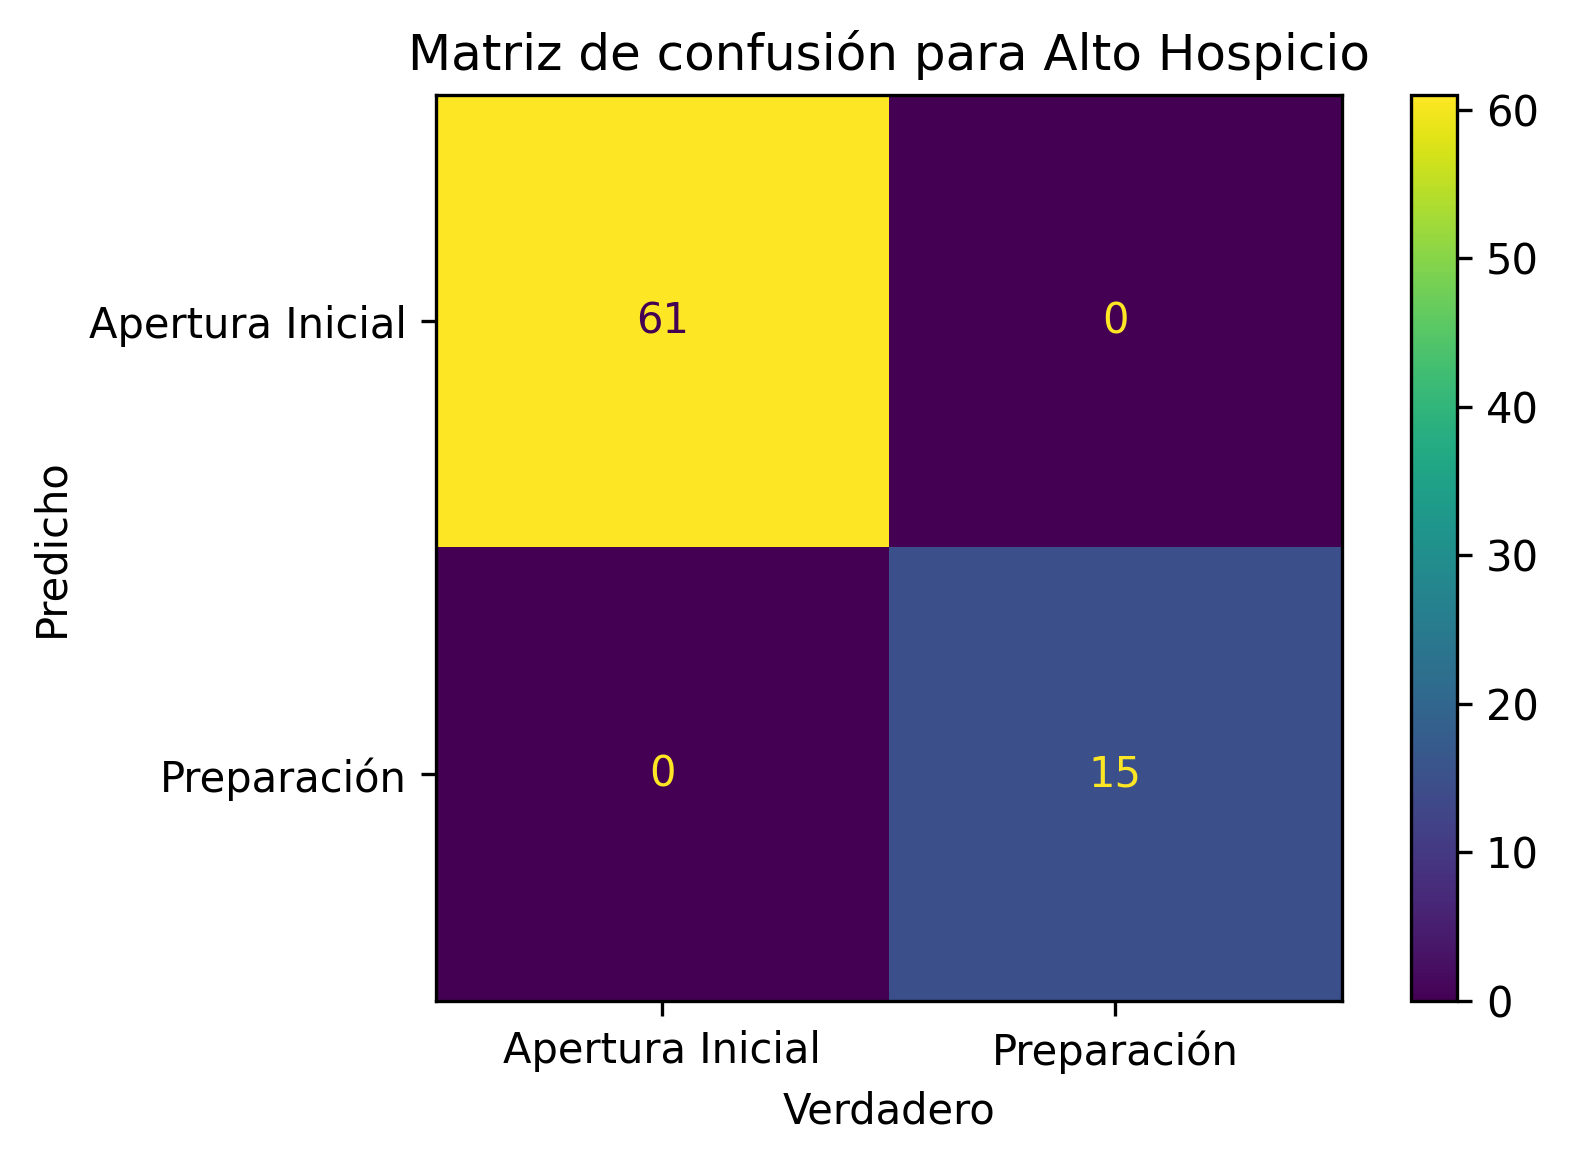 Matriz de confusión para Alto Hospicio
Apertura Inicial
Preparación
Predicho
61
0
0
15
Apertura Inicial
Preparación
Verdadero
60
50
40
30
20
10
0